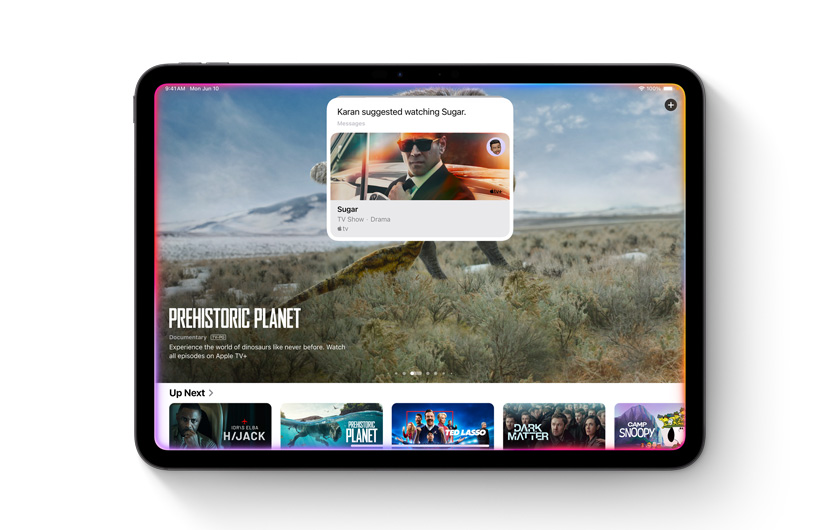 9:41 AM Mon Jun 10
100%
Karan suggested watching Sugar.
Messages
tv+
Sugar
TV Show · Drama
tv
PREHISTORIC PLANET
Documentary TV-PG
Experience the world of dinosaurs like never before. Watch
all episodes on Apple TV+
Up Next
IDRIS ELBA
H/JACK
PREHISTORIC
PLANET
TED LASSO
DARK
MATTER
CAMP
SNOOPY